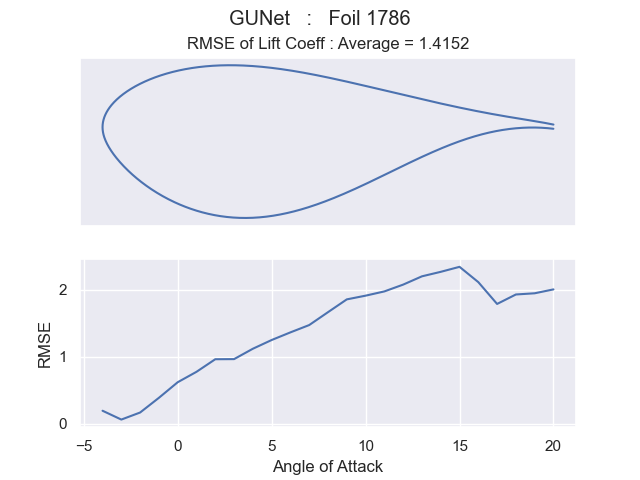 GUNet   :   Foil 1786
RMSE of Lift Coeff : Average = 1.4152
2
1
0
RMSE
−5 0 5 10 15 20
Angle of Attack